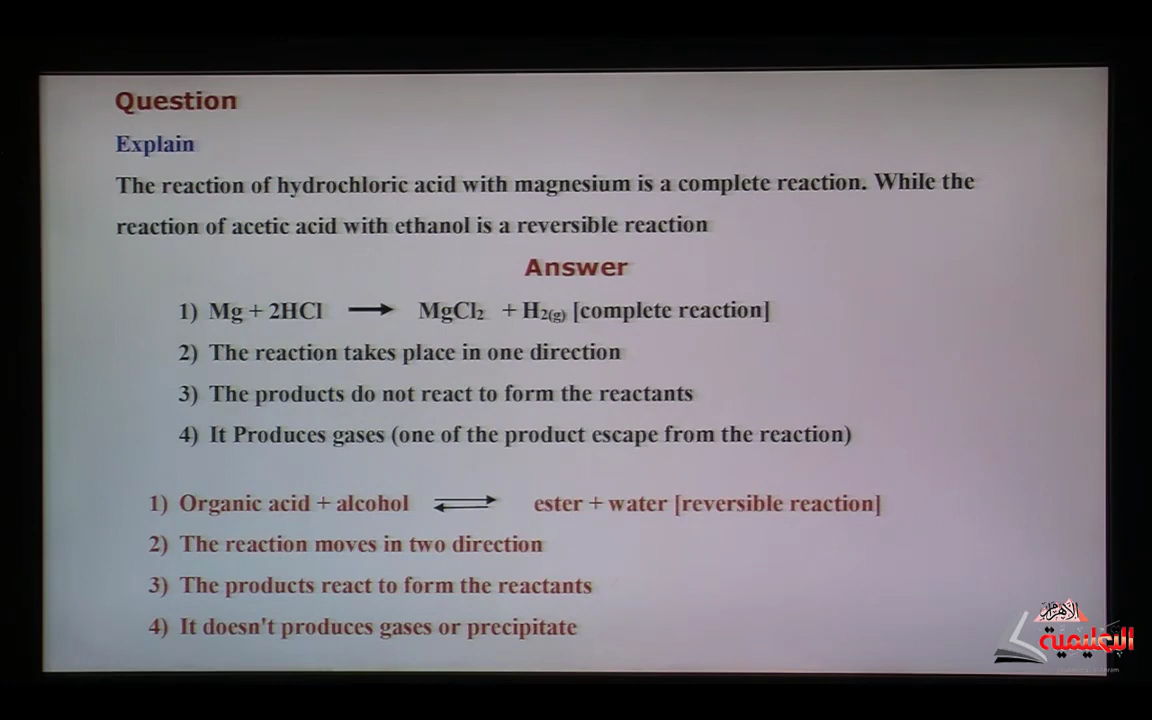 Question
Explain
The reaction of hydrochloric acid with magnesium is a complete reaction. While the
reaction of acetic acid with ethanol is a reversible reaction
Answer
1) Mg + 2HCl ⟶ MgCl₂ + H₂(g) [complete reaction]
2) The reaction takes place in one direction
3) The products do not react to form the reactants
4) It Produces gases (one of the product escape from the reaction)
1) Organic acid + alcohol ⇌ ester + water [reversible reaction]
2) The reaction moves in two direction
3) The products react to form the reactants
4) It doesn't produces gases or precipitate
الأهرام
التعليمية